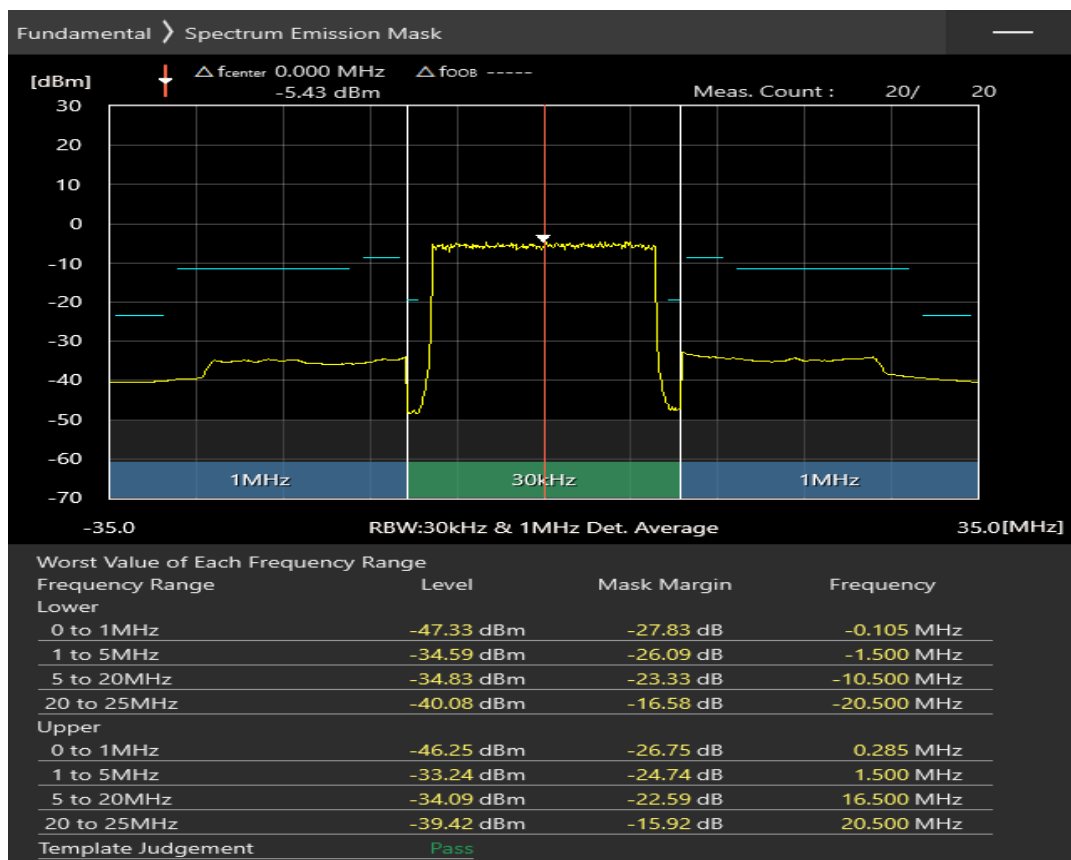 Fundamental ❯ Spectrum Emission Mask
[dBm] △ fcenter 0.000 MHz △ fOOB -----
-5.43 dBm Meas. Count : 20/ 20
30
20
10
0
-10
-20
-30
-40
-50
-60
-70
1MHz 30kHz 1MHz
-35.0 RBW:30kHz & 1MHz Det. Average 35.0[MHz]
Worst Value of Each Frequency Range
Frequency Range Level Mask Margin Frequency
Lower
0 to 1MHz -47.33 dBm -27.83 dB -0.105 MHz
1 to 5MHz -34.59 dBm -26.09 dB -1.500 MHz
5 to 20MHz -34.83 dBm -23.33 dB -10.500 MHz
20 to 25MHz -40.08 dBm -16.58 dB -20.500 MHz
Upper
0 to 1MHz -46.25 dBm -26.75 dB 0.285 MHz
1 to 5MHz -33.24 dBm -24.74 dB 1.500 MHz
5 to 20MHz -34.09 dBm -22.59 dB 16.500 MHz
20 to 25MHz -39.42 dBm -15.92 dB 20.500 MHz
Template Judgement Pass